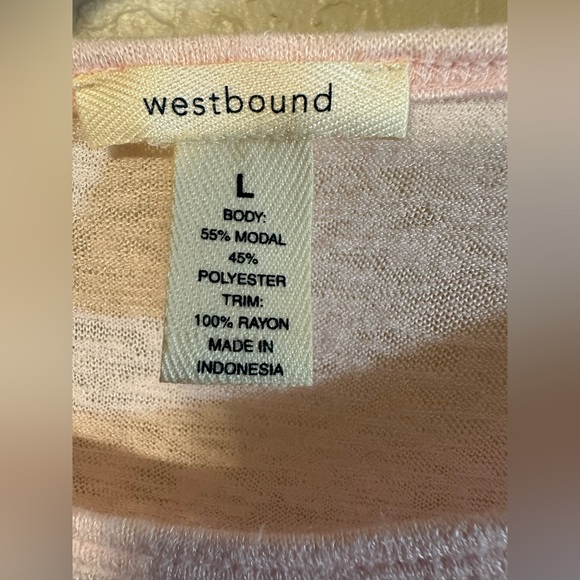 westbound
L
BODY:
55% MODAL
45%
POLYESTER
TRIM:
100% RAYON
MADE IN
INDONESIA